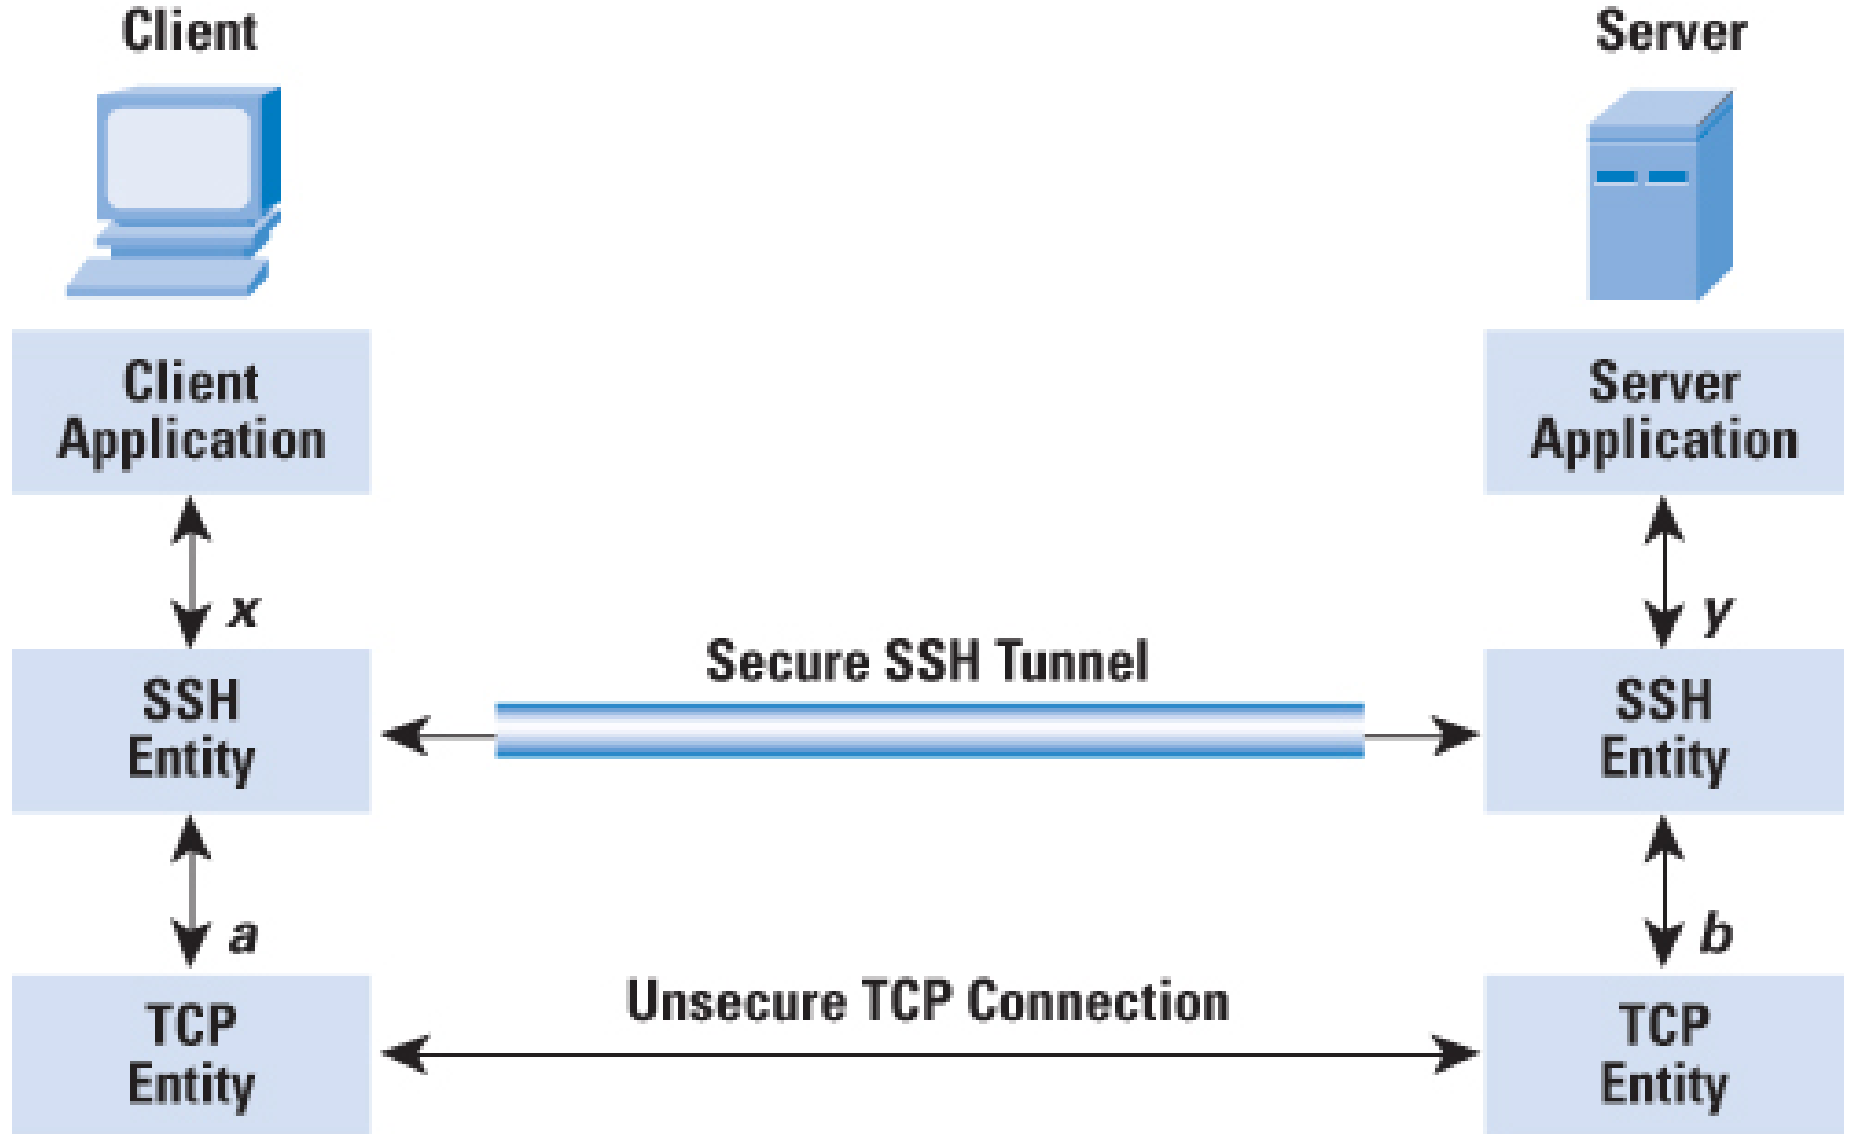 Client
Server
Client
Application
Server
Application
x
y
Secure SSH Tunnel
SSH
Entity
SSH
Entity
a
b
Unsecure TCP Connection
TCP
Entity
TCP
Entity